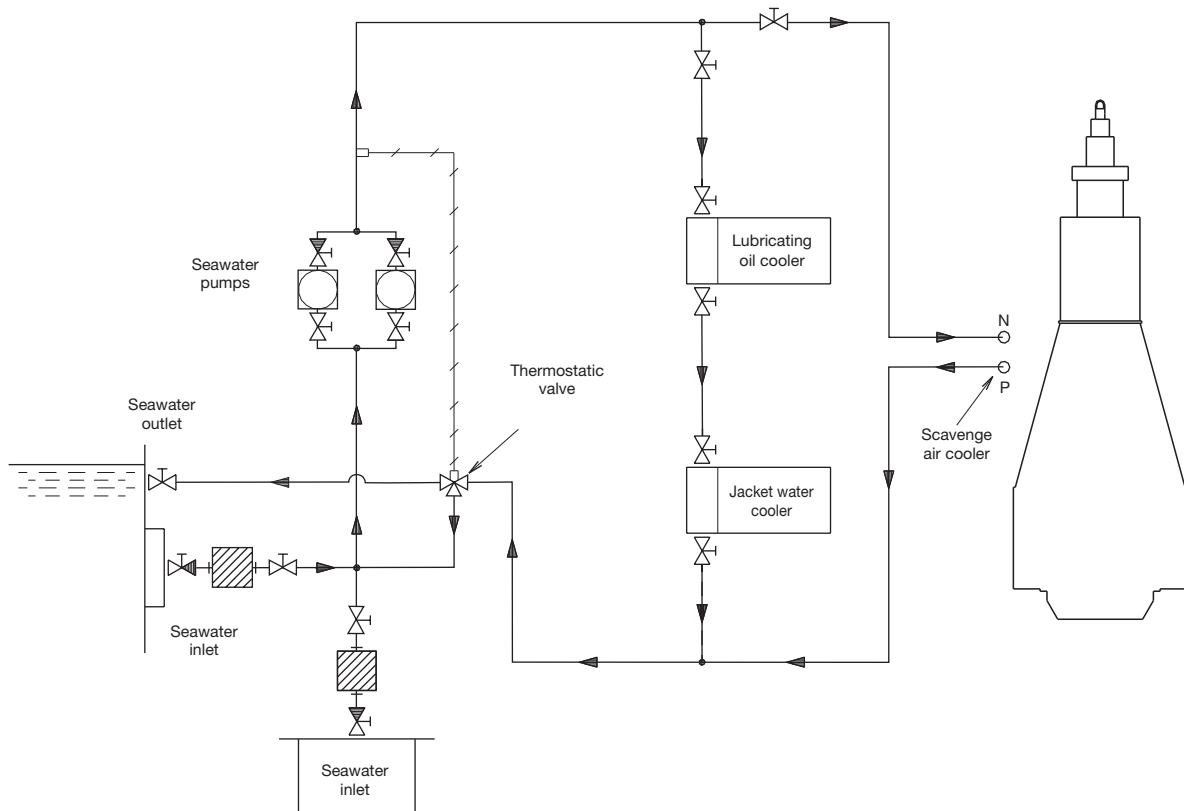 Lubricating
oil cooler
Seawater
pumps
N
P
Thermostatic
valve
Seawater
outlet
Scavenge
air cooler
Jacket water
cooler
Seawater
inlet
Seawater
inlet